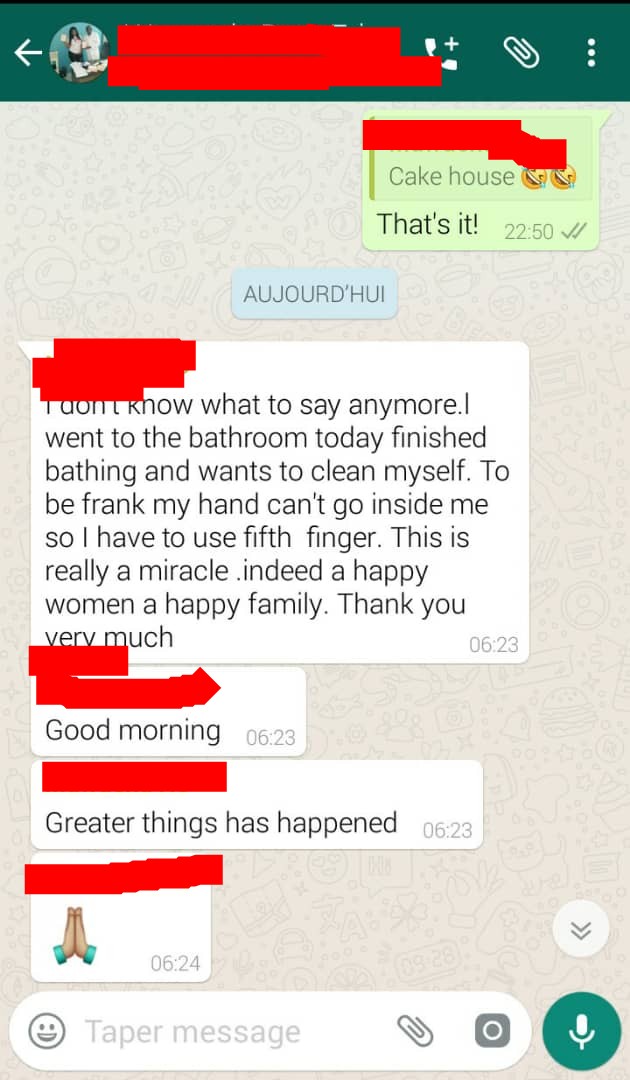 Cake house
That's it! 22:50
AUJOURD'HUI
I don't know what to say anymore.I
went to the bathroom today finished
bathing and wants to clean myself. To
be frank my hand can't go inside me
so I have to use fifth finger. This is
really a miracle .indeed a happy
women a happy family. Thank you
very much 06:23
Good morning 06:23
Greater things has happened 06:23
06:24
Taper message